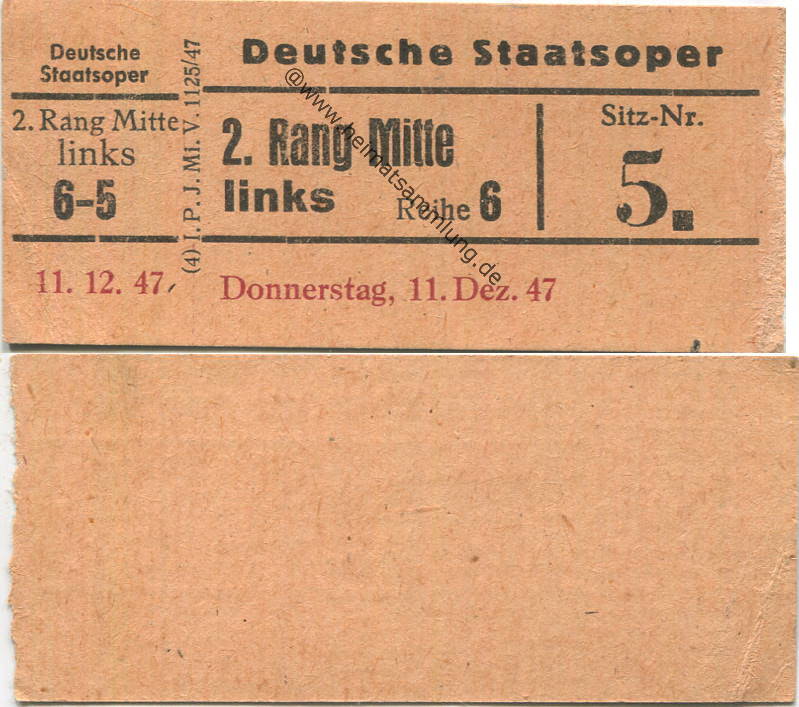 Deutsche
Staatsoper
2. Rang Mitte
links
6-5
11. 12. 47
(4) I. P. J. Mi. V. 1125/47
Deutsche Staatsoper
2. Rang Mitte
links Reihe 6
Sitz-Nr.
5.
Donnerstag, 11. Dez. 47
@www.heimatsammlung.de